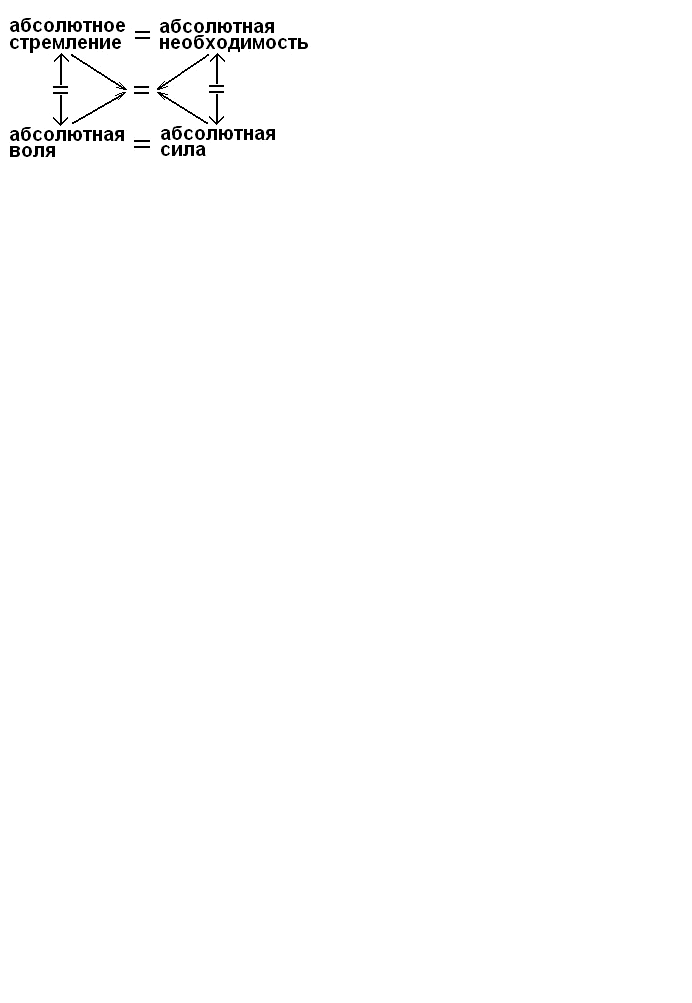 абсолютное = абсолютная
стремление необходимость
= = =
абсолютная = абсолютная
воля сила